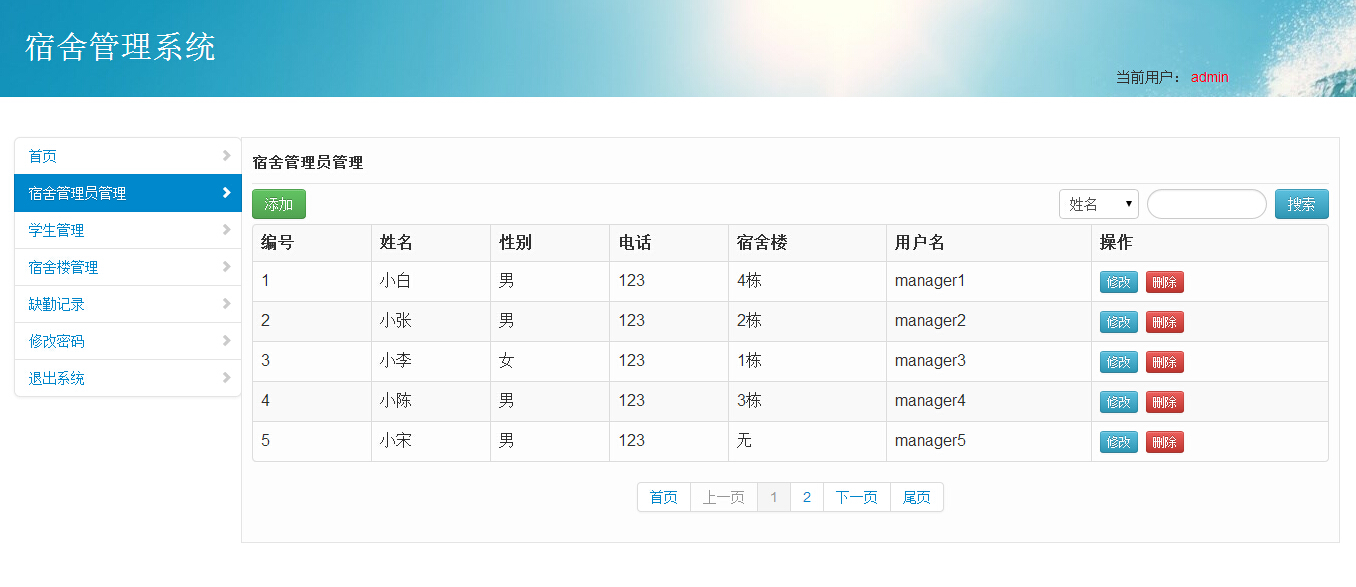 宿舍管理系统
当前用户： admin
首页
宿舍管理员管理
学生管理
宿舍楼管理
缺勤记录
修改密码
退出系统
宿舍管理员管理
添加 姓名 搜索
编号 姓名 性别 电话 宿舍楼 用户名 操作
1 小白 男 123 4栋 manager1 修改 删除
2 小张 男 123 2栋 manager2 修改 删除
3 小李 女 123 1栋 manager3 修改 删除
4 小陈 男 123 3栋 manager4 修改 删除
5 小宋 男 123 无 manager5 修改 删除
首页 上一页 1 2 下一页 尾页